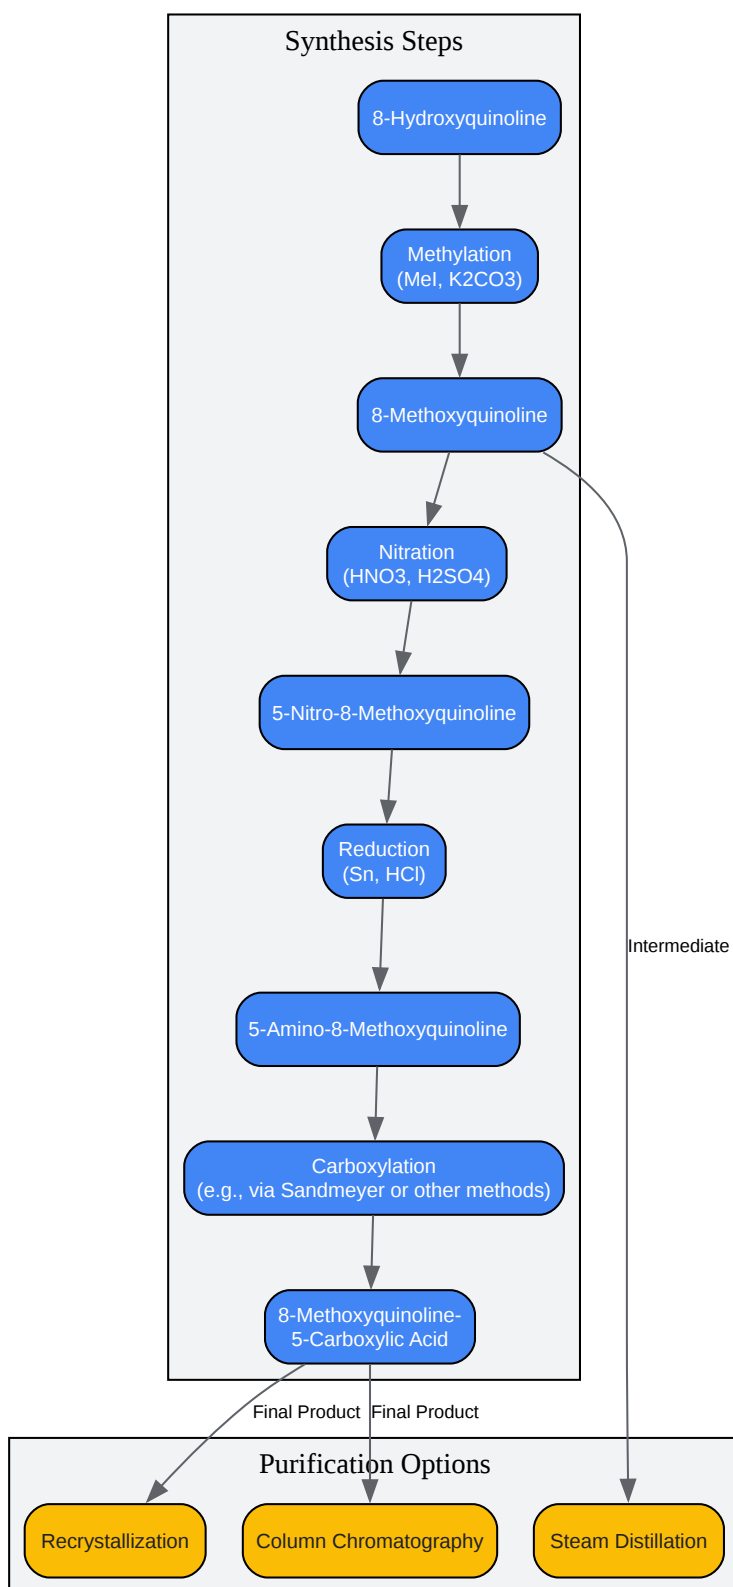 Synthesis Steps
8-Hydroxyquinoline
Methylation
(MeI, K2CO3)
8-Methoxyquinoline
Nitration
(HNO3, H2SO4)
5-Nitro-8-Methoxyquinoline
Reduction
(Sn, HCl)
Intermediate
5-Amino-8-Methoxyquinoline
Carboxylation
(e.g., via Sandmeyer or other methods)
8-Methoxyquinoline-
5-Carboxylic Acid
Final Product
Final Product
Purification Options
Recrystallization
Column Chromatography
Steam Distillation